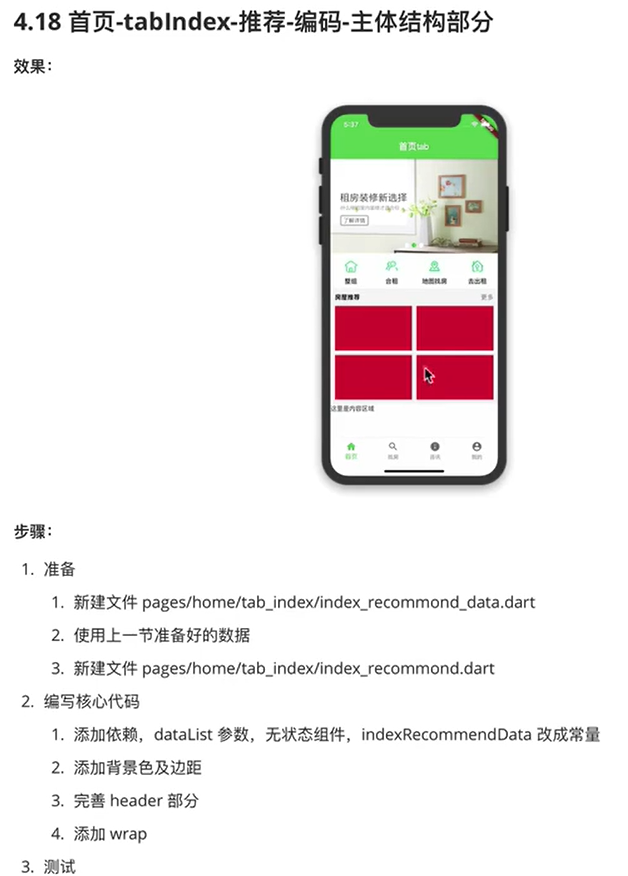 4.18 首页-tabIndex-推荐-编码-主体结构部分
效果：
5:37
首页tab
租房装修新选择
了解详情
整租 合租 地图找房 去出租
房屋推荐 更多
这里是内容区域
首页 找房 我的
步骤：
1. 准备
1. 新建文件 pages/home/tab_index/index_recommond_data.dart
2. 使用上一节准备好的数据
3. 新建文件 pages/home/tab_index/index_recommond.dart
2. 编写核心代码
1. 添加依赖，dataList 参数，无状态组件，indexRecommendData 改成常量
2. 添加背景色及边距
3. 完善 header 部分
4. 添加 wrap
3. 测试